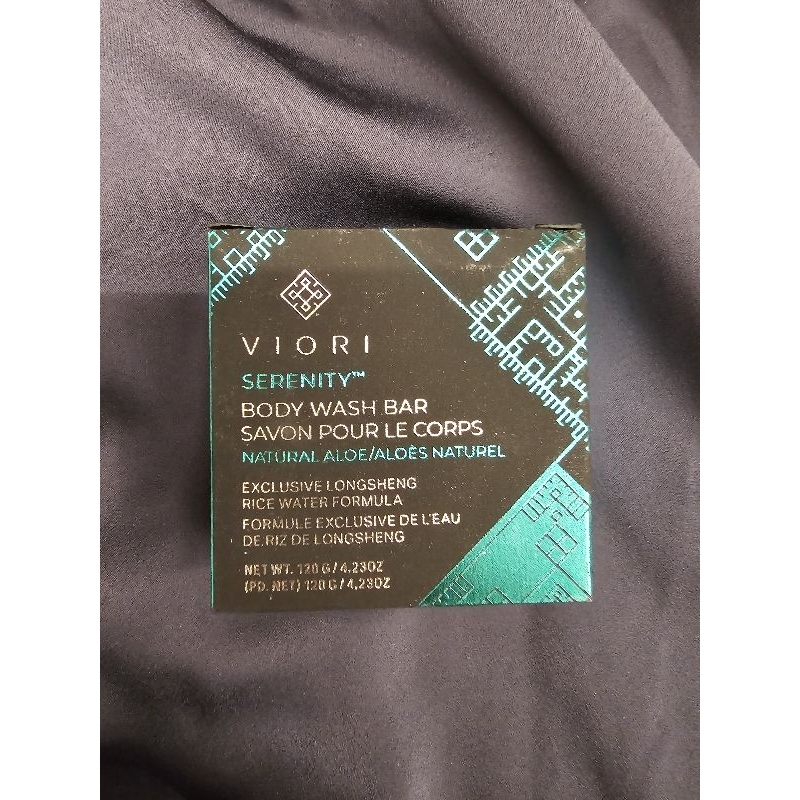 VIORI
SERENITY™
BODY WASH BAR
SAVON POUR LE CORPS
NATURAL ALOE/ALOÈS NATUREL
EXCLUSIVE LONGSHENG
RICE WATER FORMULA
FORMULE EXCLUSIVE DE L'EAU
DE RIZ DE LONGSHENG
NET WT. 120 G / 4.23OZ
(PD. NET) 120 G / 4,23OZ